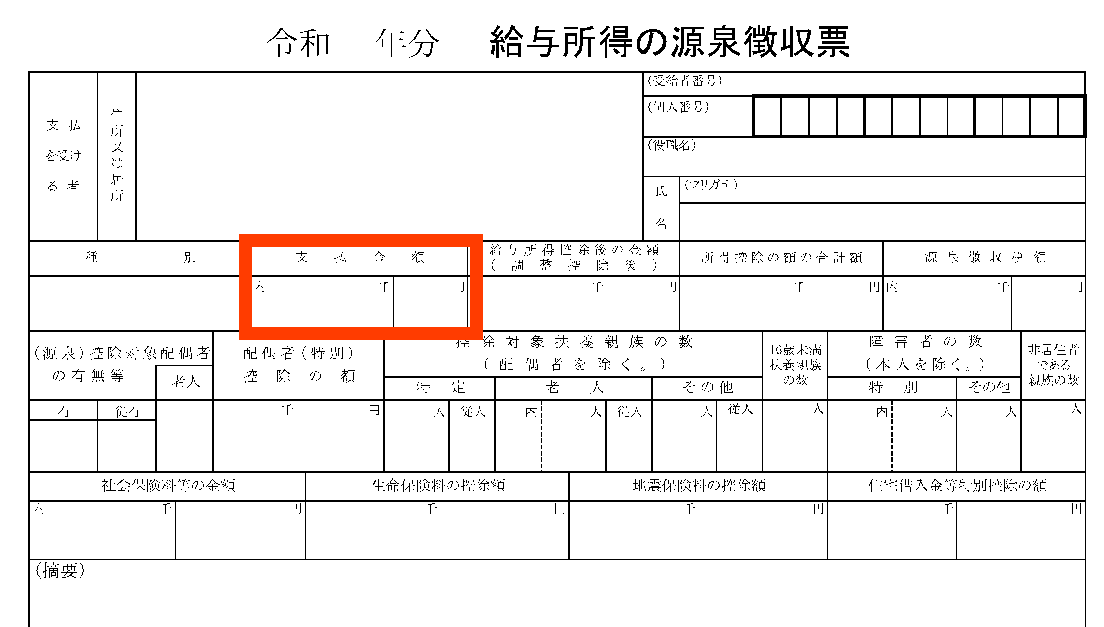 令和 年分 給与所得の源泉徴収票
支払を受ける者
住所又は居所
(受給者番号)
(個人番号)
(役職名)
氏名
(フリガナ)
種 別
支 払 金 額
給与所得控除後の金額
(調整控除後)
所得控除の額の合計額
源泉徴収税額
内 千 円
千 円
千 円
内 千 円
(源泉)控除対象配偶者
の有無等
老人
配偶者(特別)
控除の額
控除対象扶養親族の数
(配偶者を除く。)
特定
老人
その他
16歳未満
扶養親族
の数
障害者の数
(本人を除く。)
特別
その他
非居住者
である
親族の数
有 従有
千 円
人 従人
内 人 従人
人 従人
人
内 人
人
人
社会保険料等の金額
生命保険料の控除額
地震保険料の控除額
住宅借入金等特別控除の額
内 千 円
千 円
千 円
千 円
(摘要)